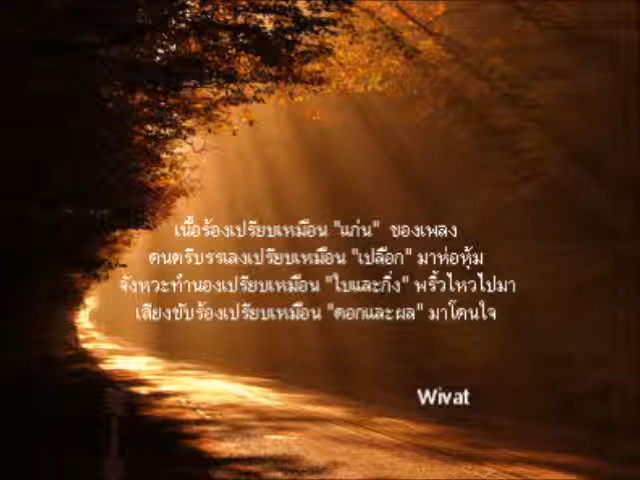 เนื้อร้องเปรียบเหมือน "แก่น" ของเพลง
ดนตรีบรรเลงเปรียบเหมือน "เปลือก" มาห่อหุ้ม
จังหวะทำนองเปรียบเหมือน "ใบและกิ่ง" พริ้วไหวไปมา
เสียงขับร้องเปรียบเหมือน "ดอกและผล" มาโดนใจ
Wivat